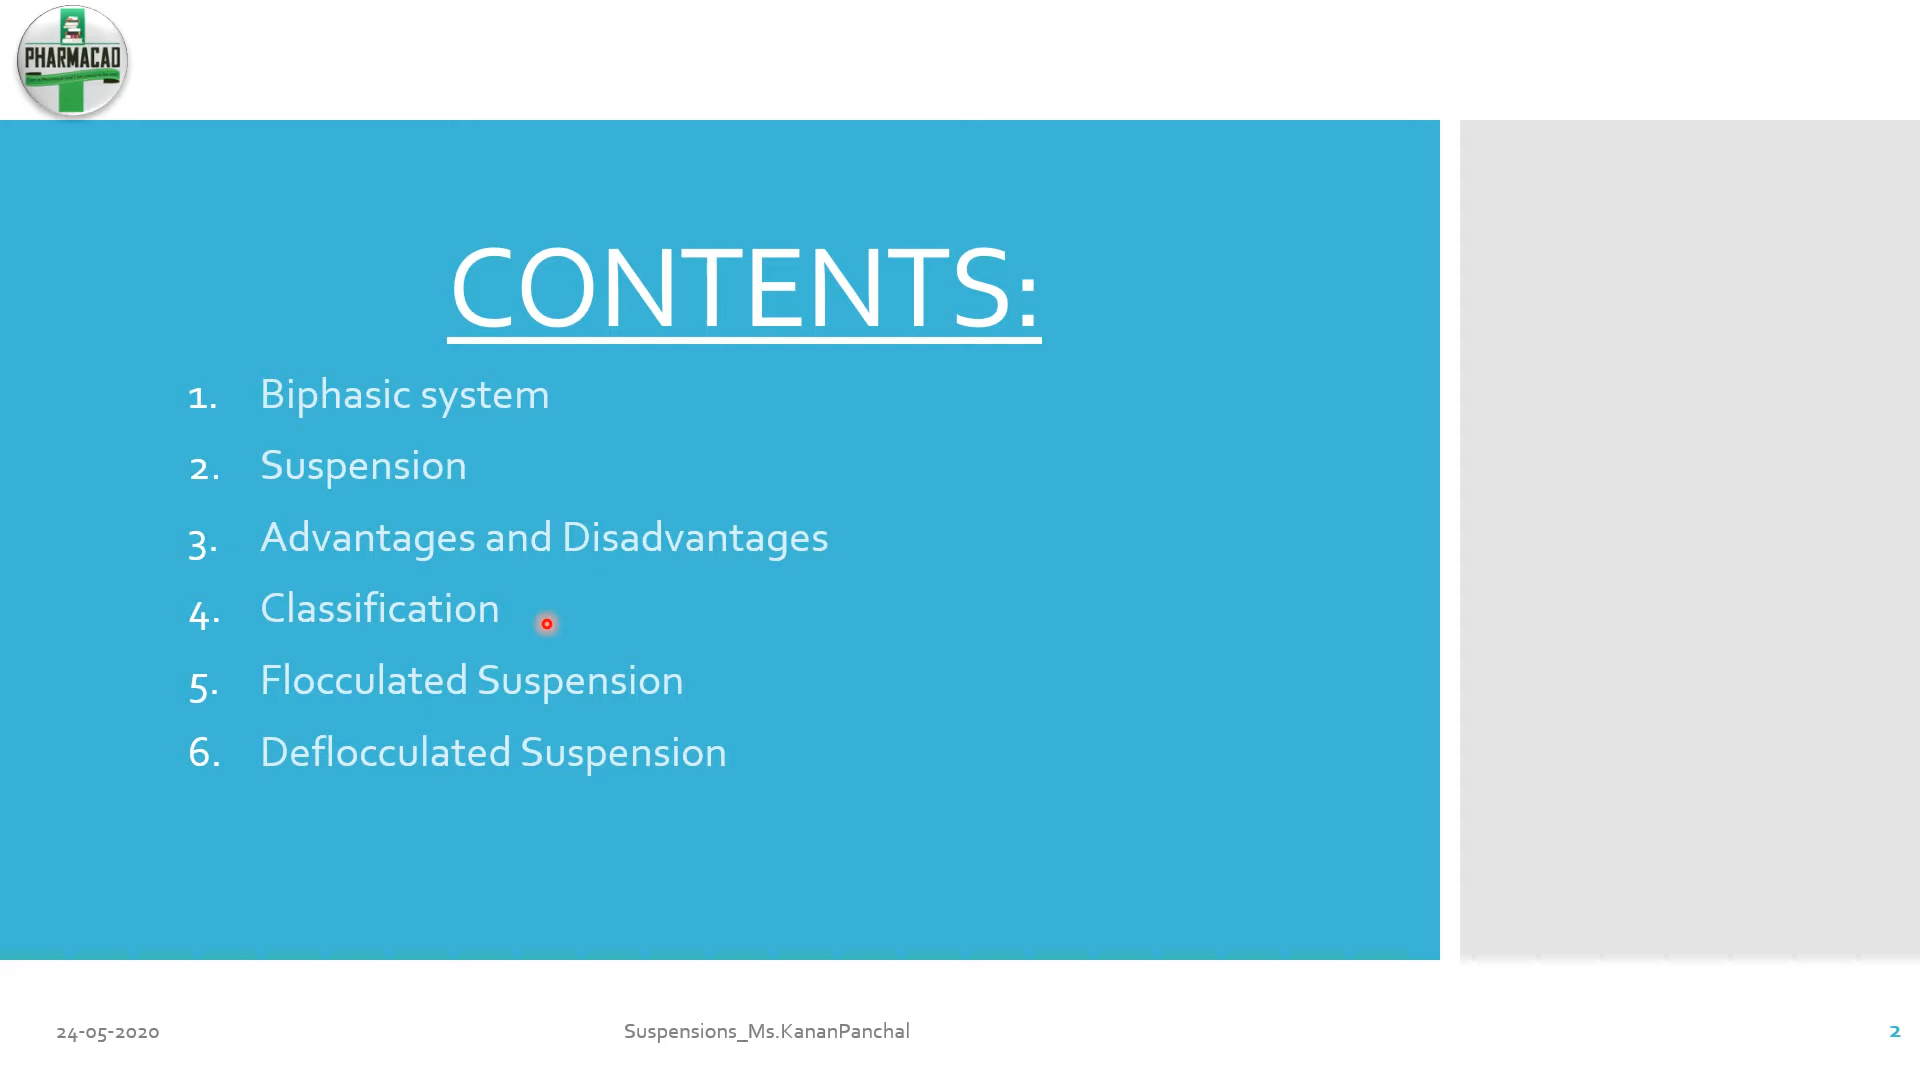 PHARMACAD
CONTENTS:
1. Biphasic system
2. Suspension
3. Advantages and Disadvantages
4. Classification
5. Flocculated Suspension
6. Deflocculated Suspension
24-05-2020
Suspensions_Ms.KananPanchal
2